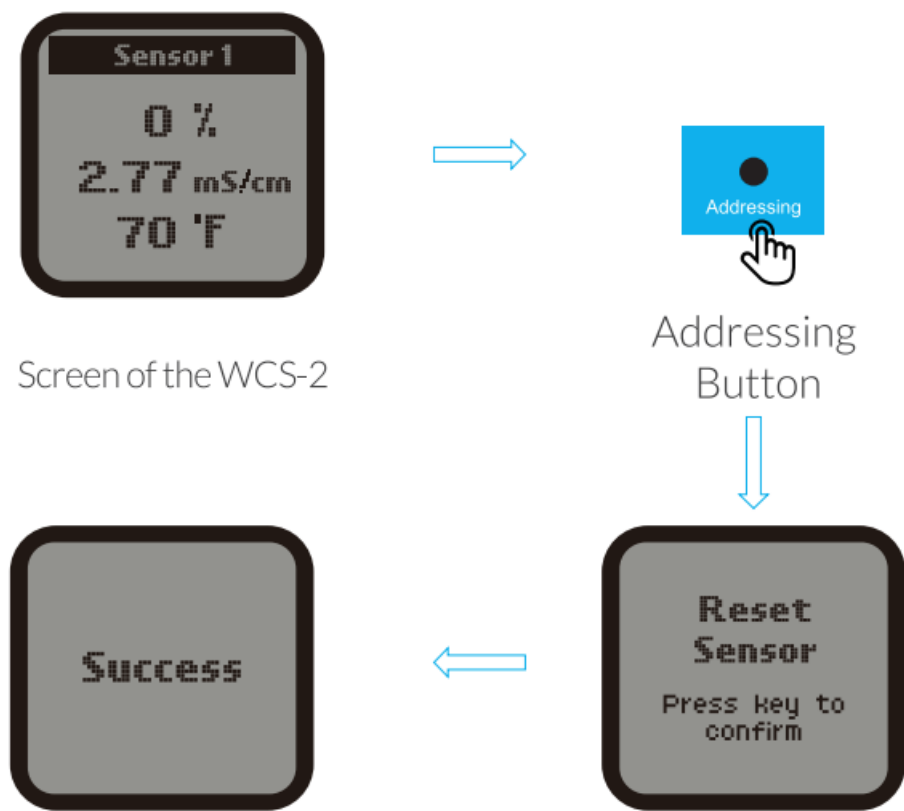 Sensor 1
0 %
2.77 mS/cm
70 °F
Screen of the WCS-2
Addressing
Addressing
Button
Reset
Sensor
Press key to
confirm
Success